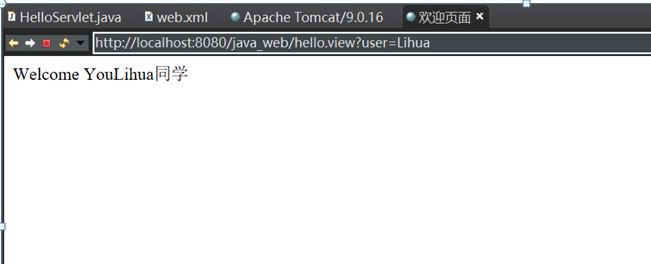 HelloServlet.java web.xml Apache Tomcat/9.0.16 欢迎页面
http://localhost:8080/java_web/hello.view?user=Lihua
Welcome YouLihua同学